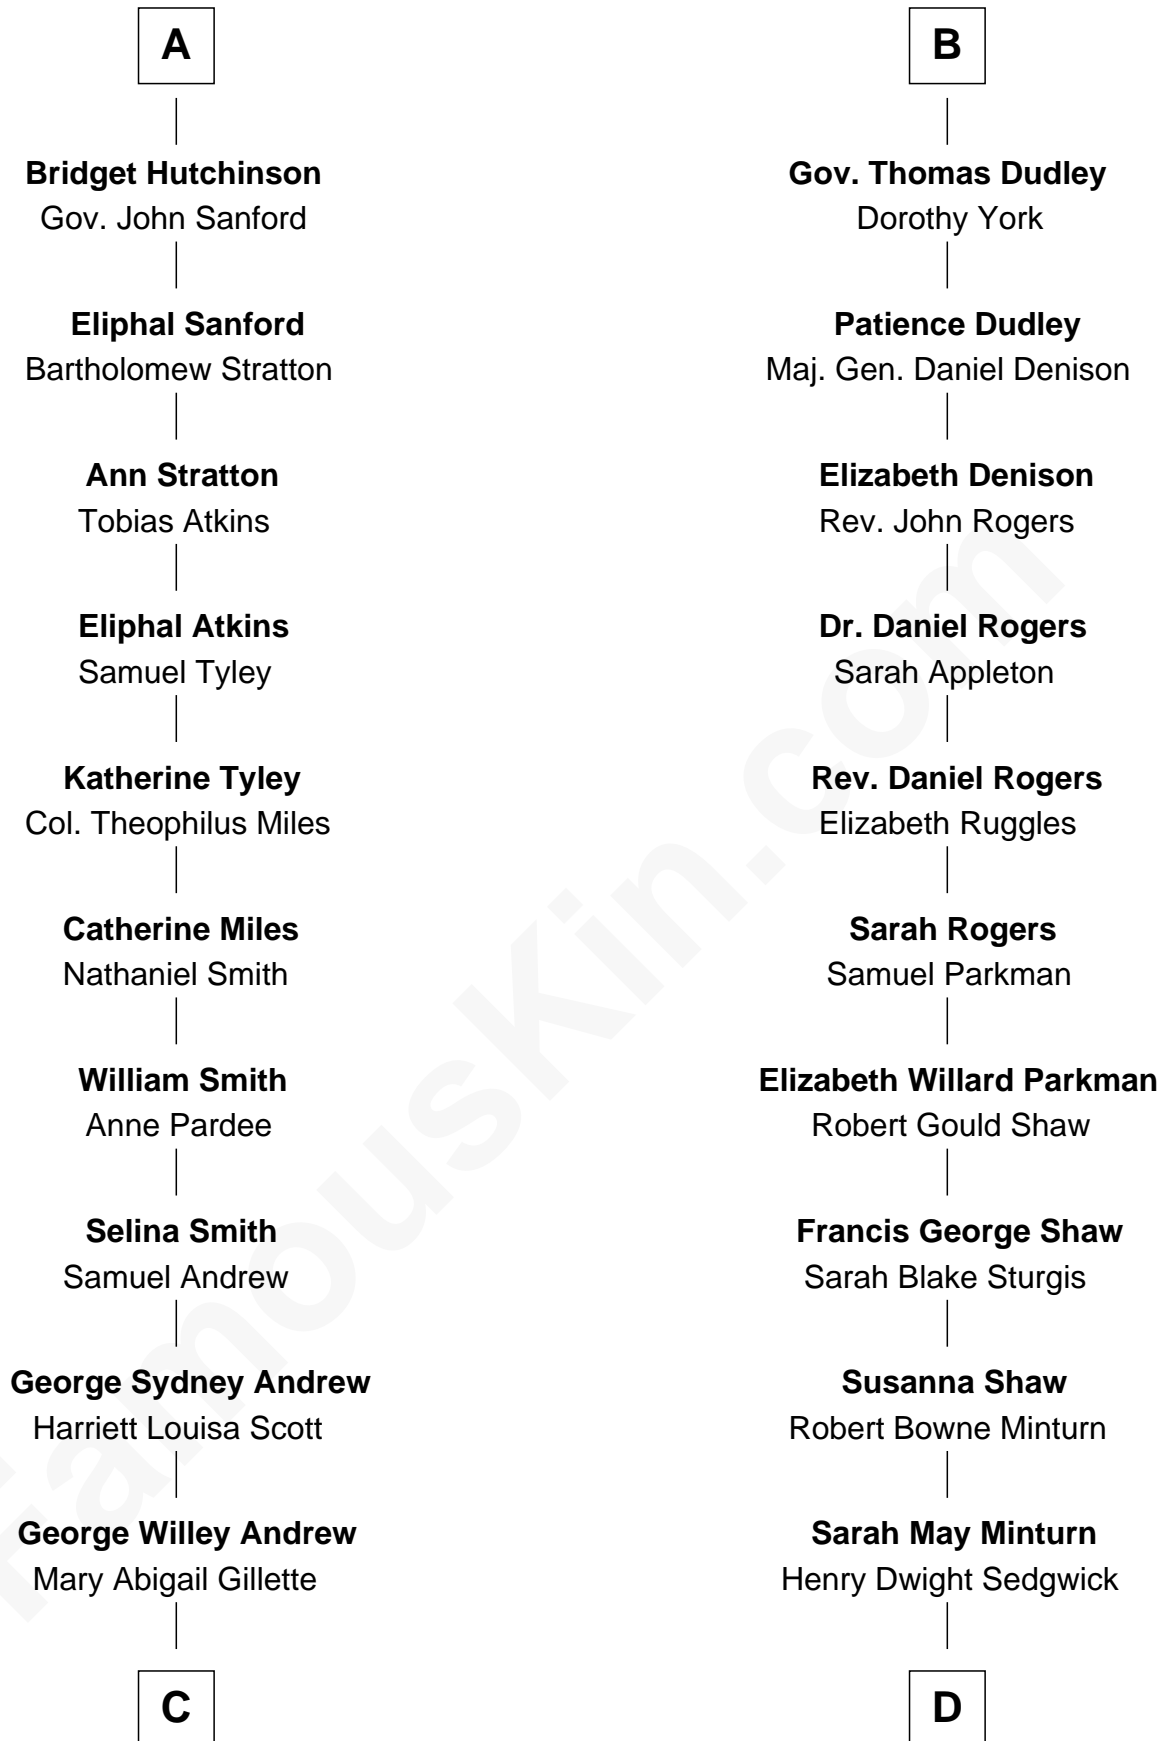 A
Bridget Hutchinson
Gov. John Sanford
Eliphal Sanford
Bartholomew Stratton
Ann Stratton
Tobias Atkins
Eliphal Atkins
Samuel Tyley
Katherine Tyley
Col. Theophilus Miles
Catherine Miles
Nathaniel Smith
William Smith
Anne Pardee
Selina Smith
Samuel Andrew
George Sydney Andrew
Harriett Louisa Scott
George Willey Andrew
Mary Abigail Gillette
C
B
Gov. Thomas Dudley
Dorothy York
Patience Dudley
Maj. Gen. Daniel Denison
Elizabeth Denison
Rev. John Rogers
Dr. Daniel Rogers
Sarah Appleton
Rev. Daniel Rogers
Elizabeth Ruggles
Sarah Rogers
Samuel Parkman
Elizabeth Willard Parkman
Robert Gould Shaw
Francis George Shaw
Sarah Blake Sturgis
Susanna Shaw
Robert Bowne Minturn
Sarah May Minturn
Henry Dwight Sedgwick
D
FamousKin.com